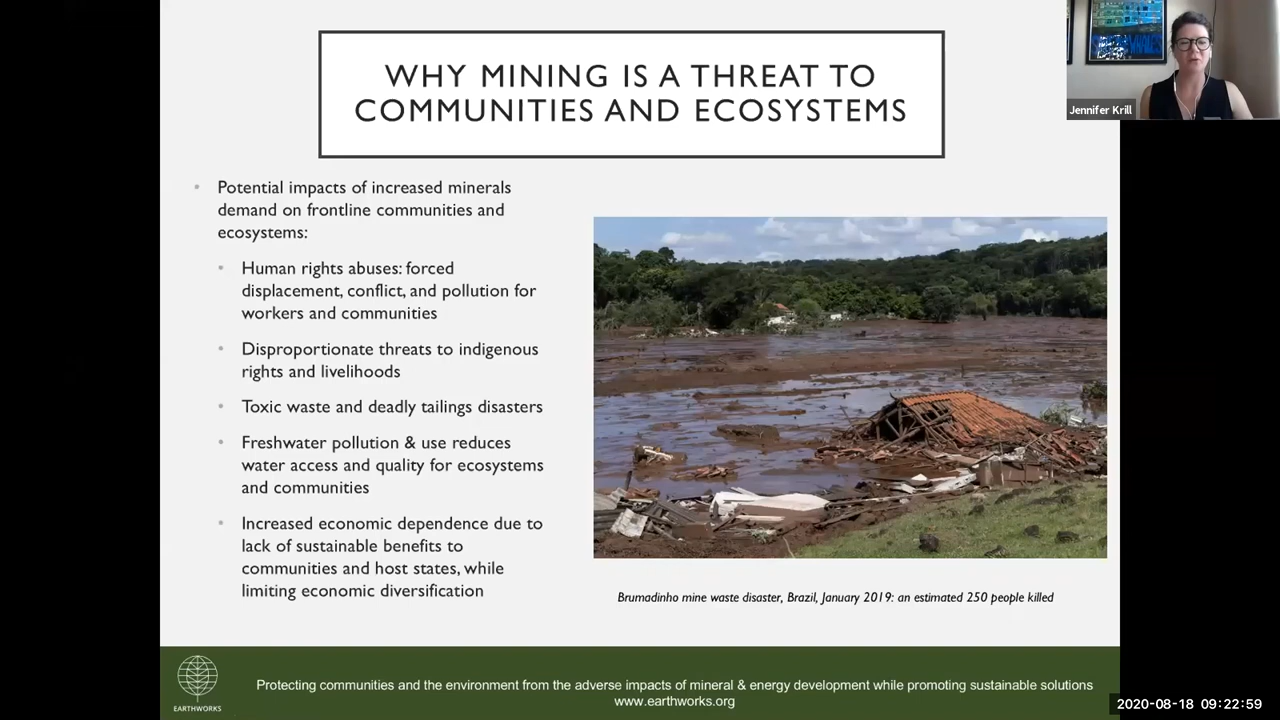 WHY MINING IS A THREAT TO
COMMUNITIES AND ECOSYSTEMS
Jennifer Krill
Potential impacts of increased minerals
demand on frontline communities and
ecosystems:
Human rights abuses: forced
displacement, conflict, and pollution for
workers and communities
Disproportionate threats to indigenous
rights and livelihoods
Toxic waste and deadly tailings disasters
Freshwater pollution & use reduces
water access and quality for ecosystems
and communities
Increased economic dependence due to
lack of sustainable benefits to
communities and host states, while
limiting economic diversification
Brumadinho mine waste disaster, Brazil, January 2019: an estimated 250 people killed
EARTHWORKS
Protecting communities and the environment from the adverse impacts of mineral & energy development while promoting sustainable solutions
www.earthworks.org
2020-08-18 09:22:59